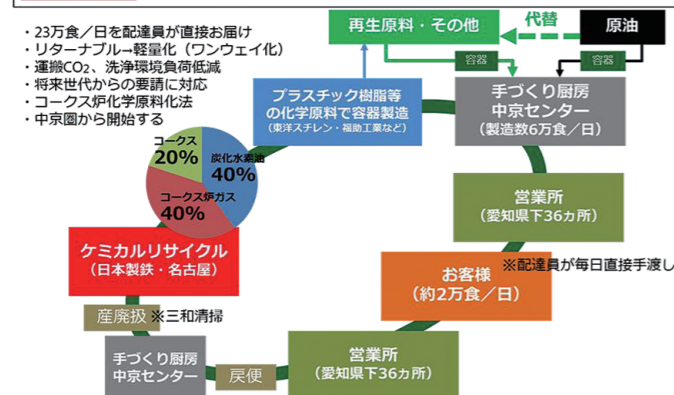 ・23万食／日を配達員が直接お届け
・リターナブル→軽量化（ワンウェイ化）
・運搬CO₂、洗浄環境負荷低減
・将来世代からの要請に対応
・コークス炉化学原料化法
・中京圏から開始する
再生原料・その他
代替
原油
容器
容器
プラスチック樹脂等
の化学原料で容器製造
（東洋スチレン・福助工業など）
手づくり厨房
中京センター
（製造数6万食／日）
コークス
20%
炭化水素油
40%
コークス炉ガス
40%
営業所
（愛知県下36カ所）
ケミカルリサイクル
（日本製鉄・名古屋）
お客様
（約2万食／日）
※配達員が毎日直接手渡し
産廃扱
※三和清掃
手づくり厨房
中京センター
戻便
営業所
（愛知県下36カ所）